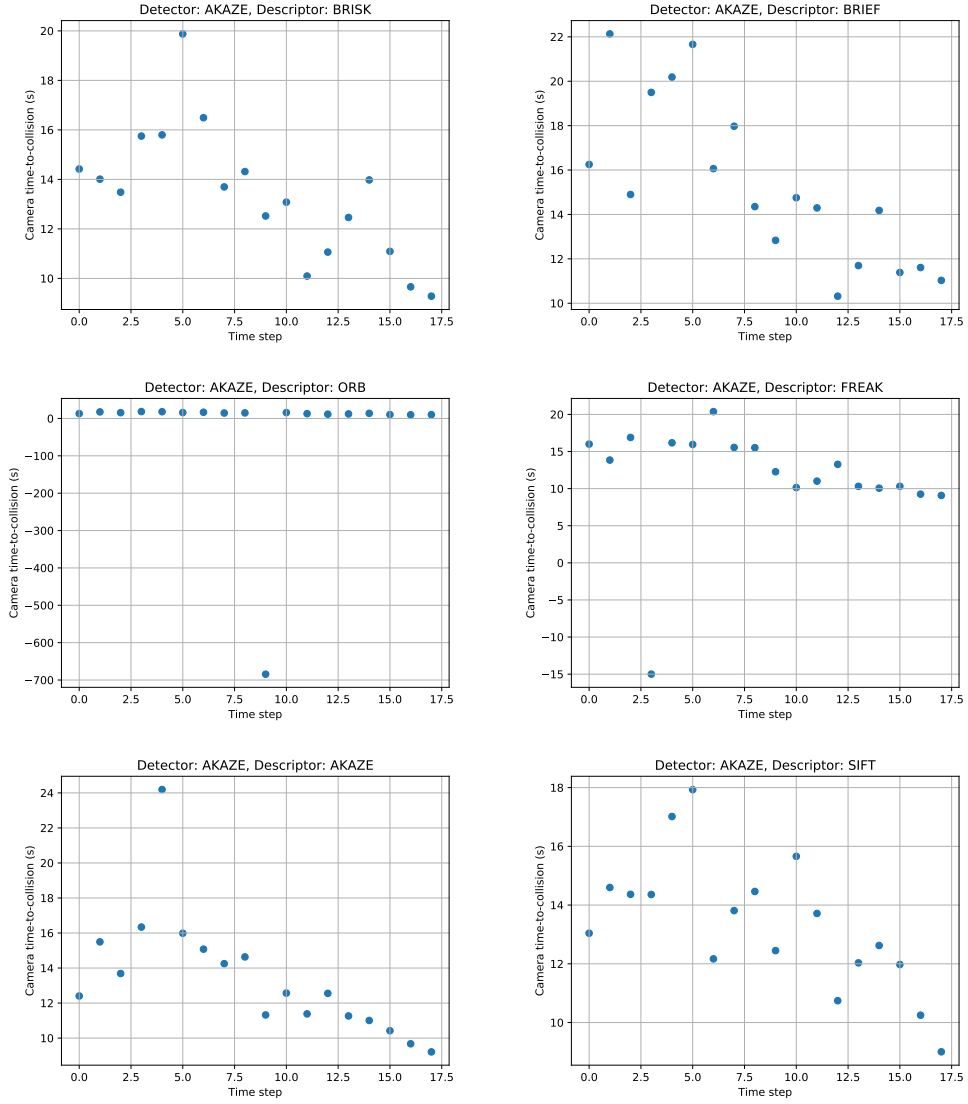 Detector: AKAZE, Descriptor: BRISK
Camera time-to-collision (s)
20
18
16
14
12
10
0.0 2.5 5.0 7.5 10.0 12.5 15.0 17.5
Time step
Detector: AKAZE, Descriptor: BRIEF
Camera time-to-collision (s)
22
20
18
16
14
12
10
0.0 2.5 5.0 7.5 10.0 12.5 15.0 17.5
Time step
Detector: AKAZE, Descriptor: ORB
Camera time-to-collision (s)
0
−100
−200
−300
−400
−500
−600
−700
0.0 2.5 5.0 7.5 10.0 12.5 15.0 17.5
Time step
Detector: AKAZE, Descriptor: FREAK
Camera time-to-collision (s)
20
15
10
5
0
−5
−10
−15
0.0 2.5 5.0 7.5 10.0 12.5 15.0 17.5
Time step
Detector: AKAZE, Descriptor: AKAZE
Camera time-to-collision (s)
24
22
20
18
16
14
12
10
0.0 2.5 5.0 7.5 10.0 12.5 15.0 17.5
Time step
Detector: AKAZE, Descriptor: SIFT
Camera time-to-collision (s)
18
16
14
12
10
0.0 2.5 5.0 7.5 10.0 12.5 15.0 17.5
Time step